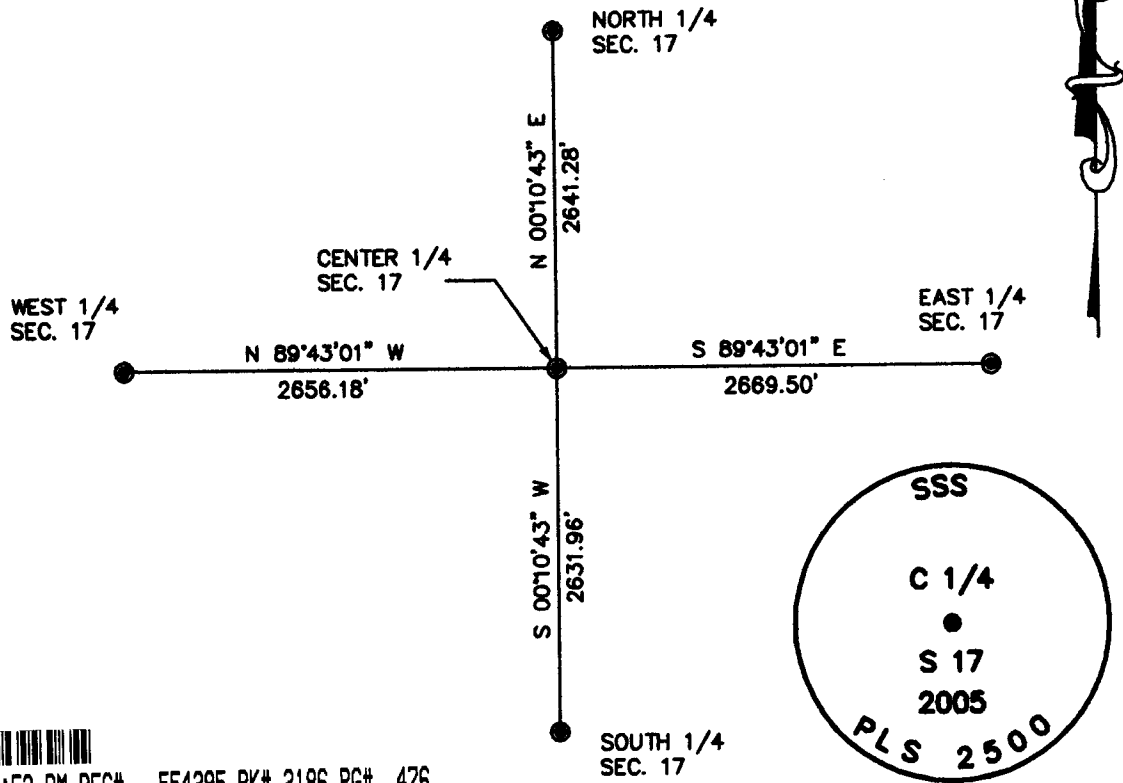 NORTH 1/4
SEC. 17
N 00°10'43" E
2641.28'
CENTER 1/4
SEC. 17
WEST 1/4
SEC. 17
EAST 1/4
SEC. 17
N 89°43'01" W
2656.18'
S 89°43'01" E
2669.50'
S 00°10'43" W
2631.96'
SSS
C 1/4
S 17
2005
PLS 2500
SOUTH 1/4
SEC. 17